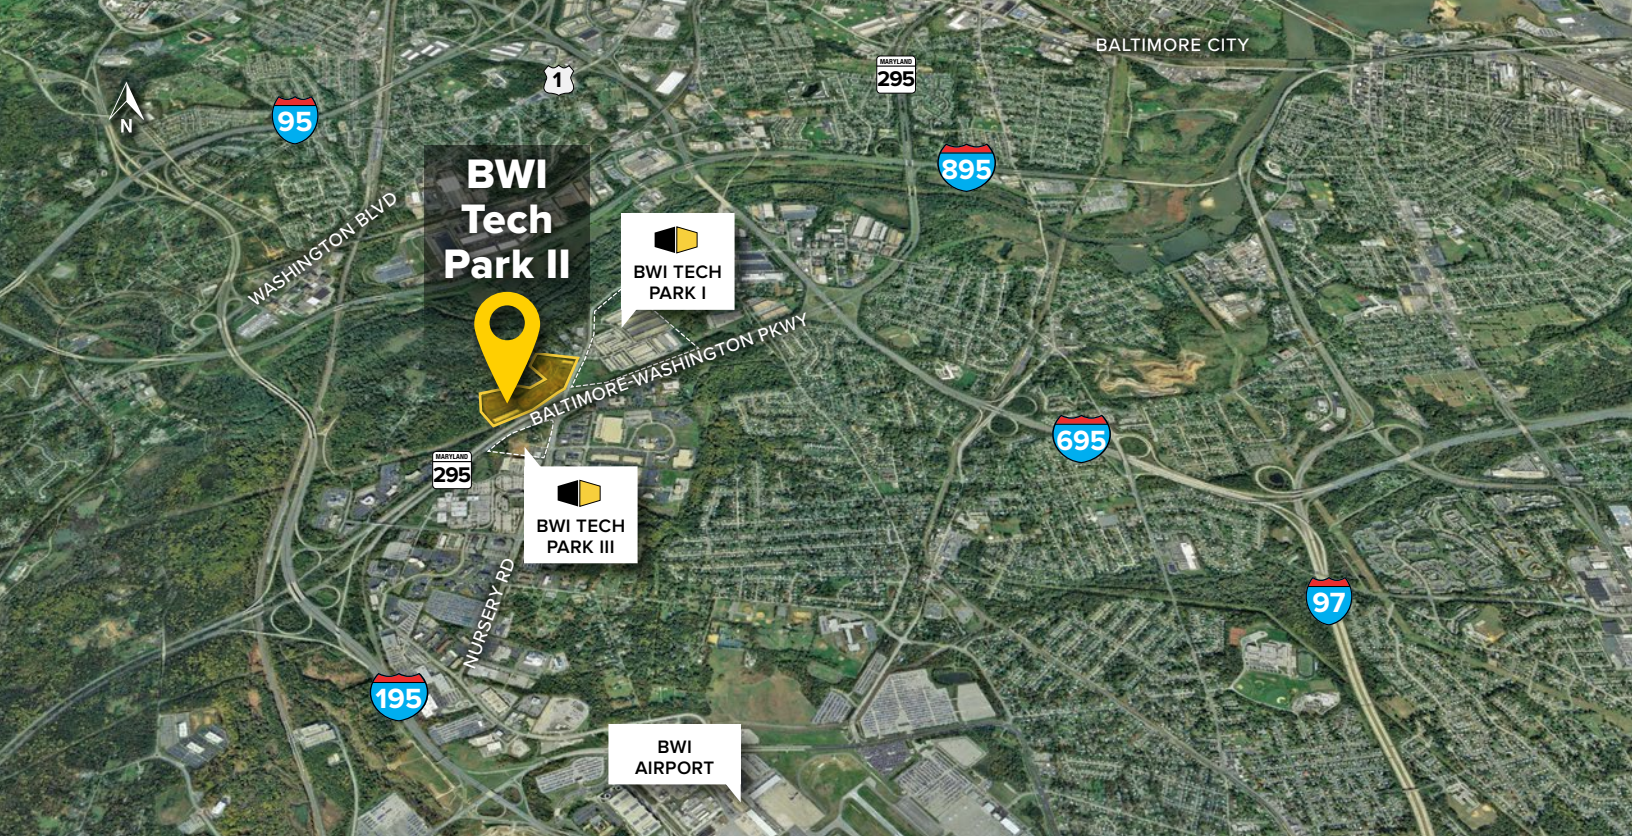 BALTIMORE CITY
1
MARYLAND
295
N
95
895
BWI
Tech
Park II
WASHINGTON BLVD
BWI TECH
PARK I
BALTIMORE-WASHINGTON PKWY
695
MARYLAND
295
BWI TECH
PARK III
NURSERY RD
97
195
BWI
AIRPORT